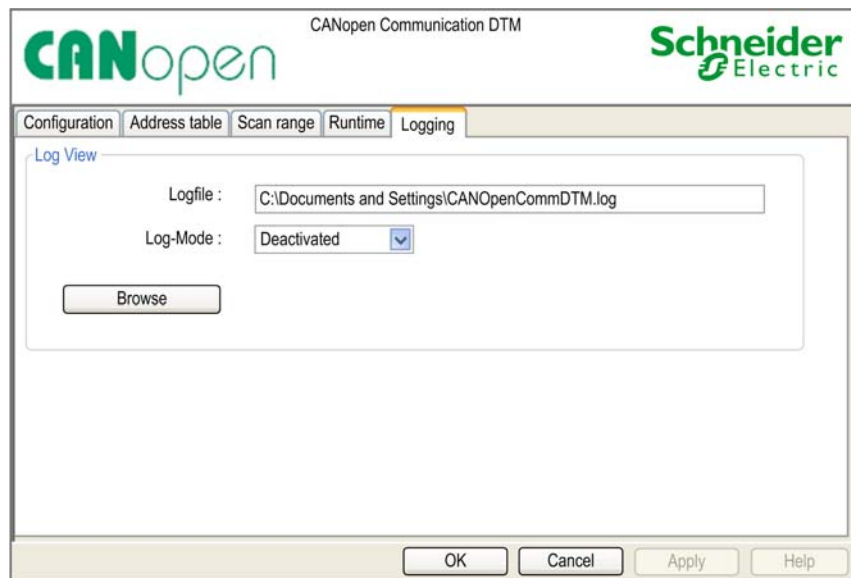 CANopen Communication DTM
CANopen
Schneider
Electric
Configuration Address table Scan range Runtime Logging
Log View
Logfile : C:\Documents and Settings\CANOpenCommDTM.log
Log-Mode : Deactivated
Browse
OK Cancel Apply Help